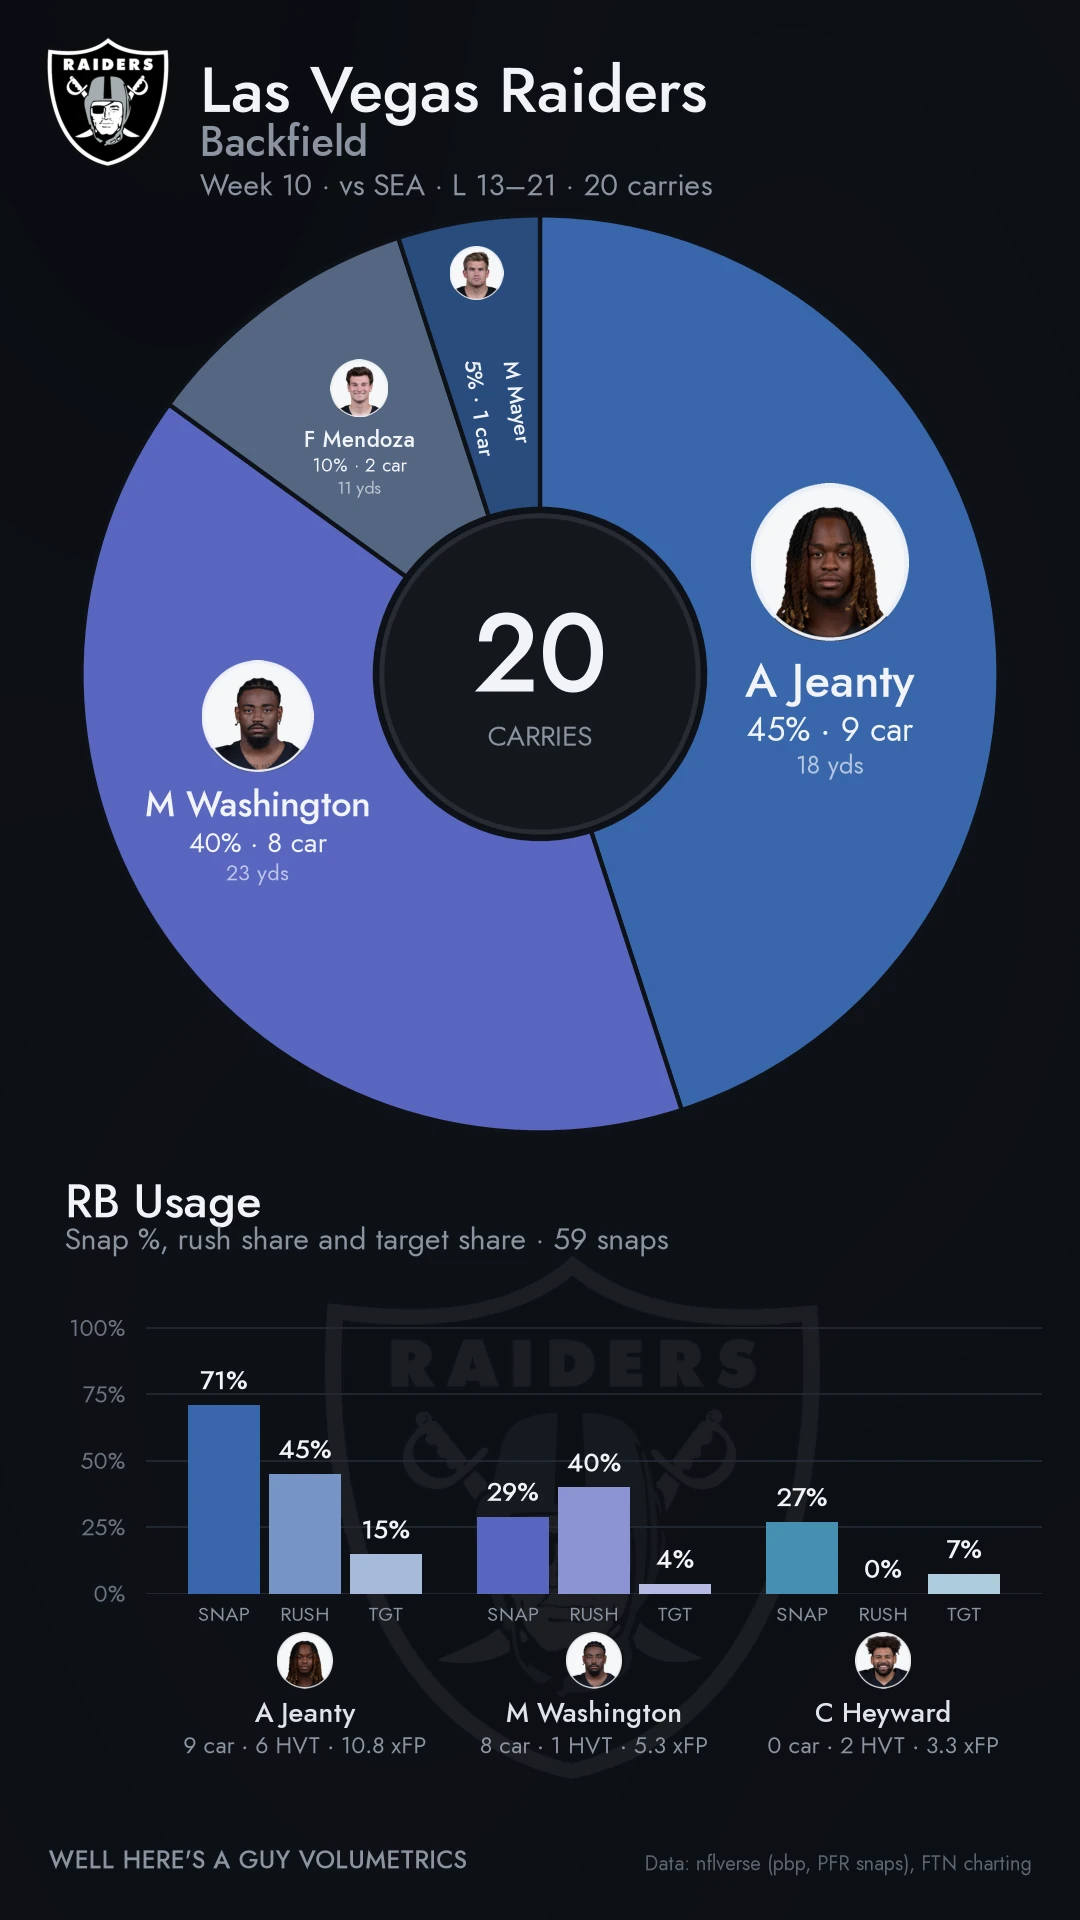 RAIDERS
Las Vegas Raiders
Backfield
Week 10 · vs SEA · L 13–21 · 20 carries
M Mayer
5% · 1 car
F Mendoza
10% · 2 car
11 yds
A Jeanty
45% · 9 car
18 yds
20
CARRIES
M Washington
40% · 8 car
23 yds
RB Usage
Snap %, rush share and target share · 59 snaps
RAIDERS
100%
75%
50%
25%
0%
71%
45%
15%
29%
40%
4%
27%
0%
7%
SNAP RUSH TGT SNAP RUSH TGT SNAP RUSH TGT
A Jeanty M Washington C Heyward
9 car · 6 HVT · 10.8 xFP 8 car · 1 HVT · 5.3 xFP 0 car · 2 HVT · 3.3 xFP
WELL HERE'S A GUY VOLUMETRICS
Data: nflverse (pbp, PFR snaps), FTN charting